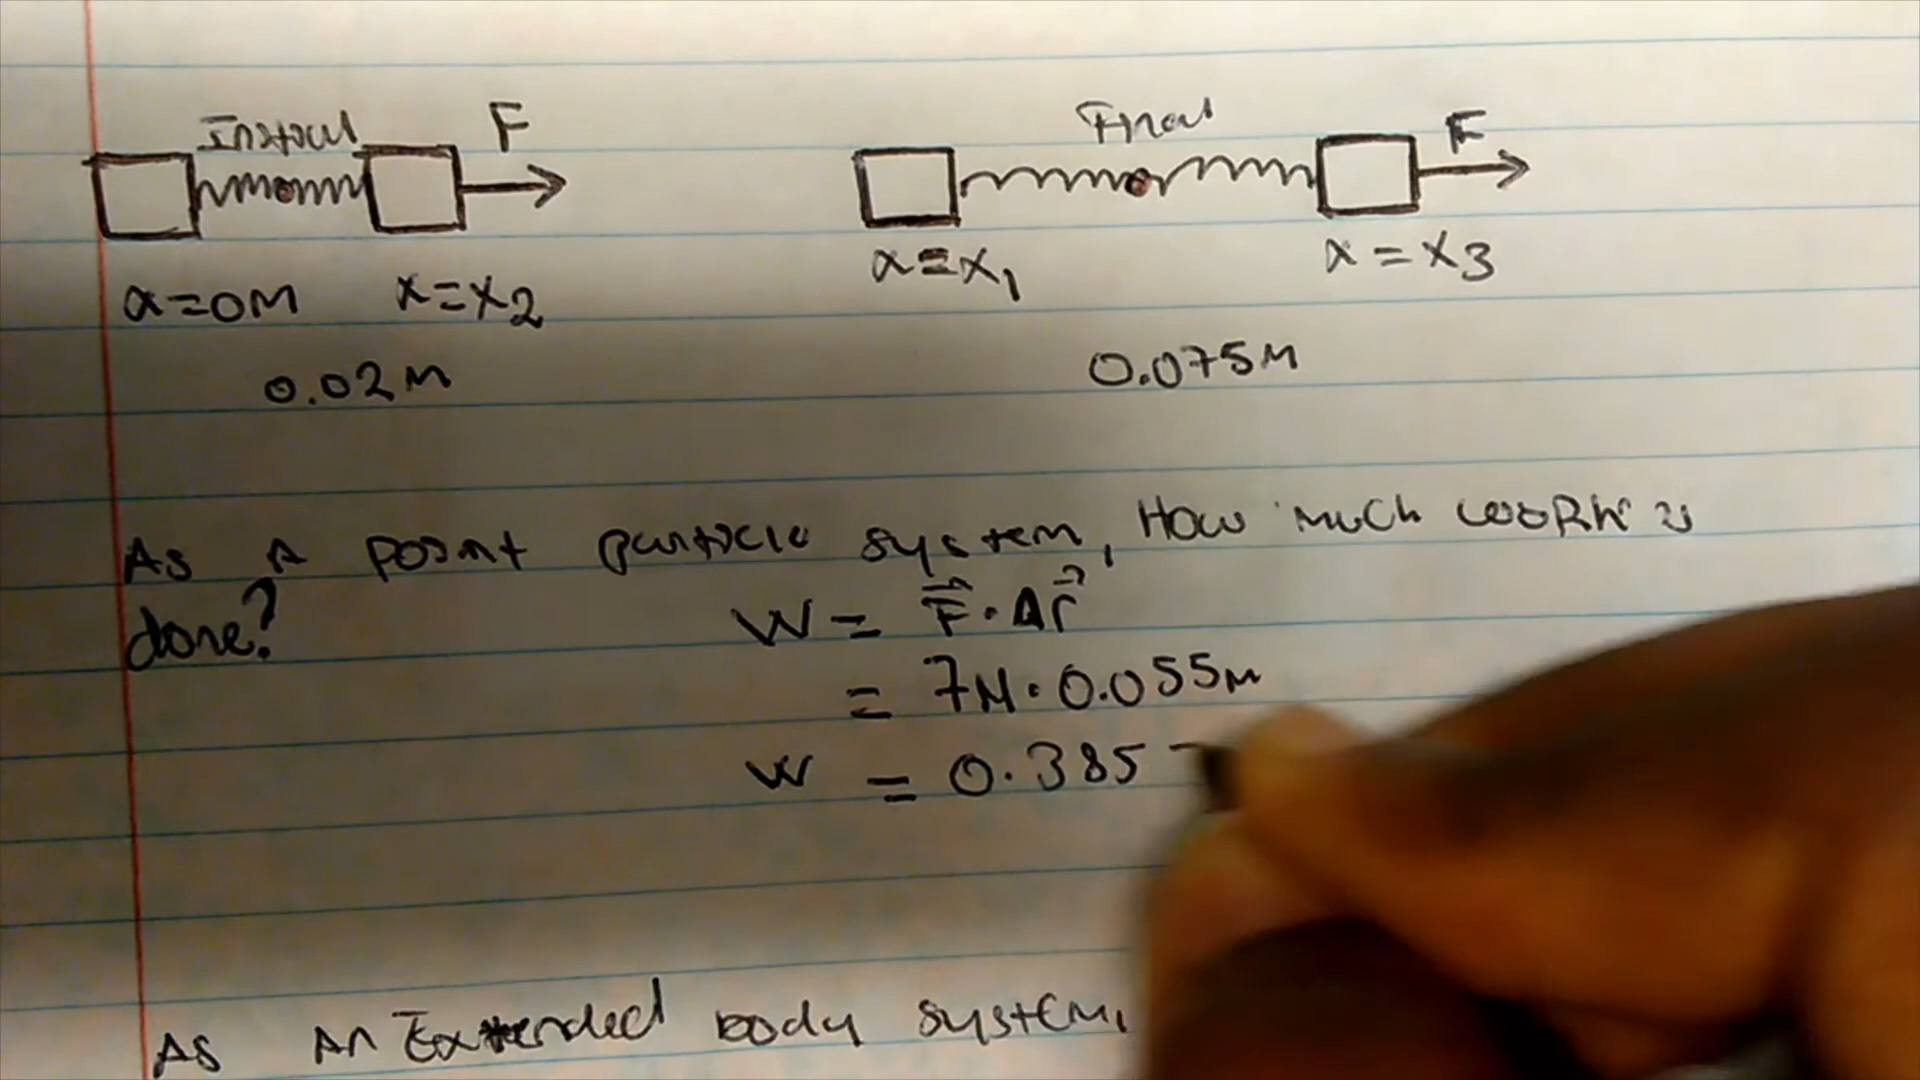 Initial F Final F
x=0M x=x2 x=x1 x=x3
0.02M 0.075M
As A point particle system, How much work is
done?
W = F⃗·Δr⃗
= 7N·0.055M
W = 0.385 J
As An Extended body system,